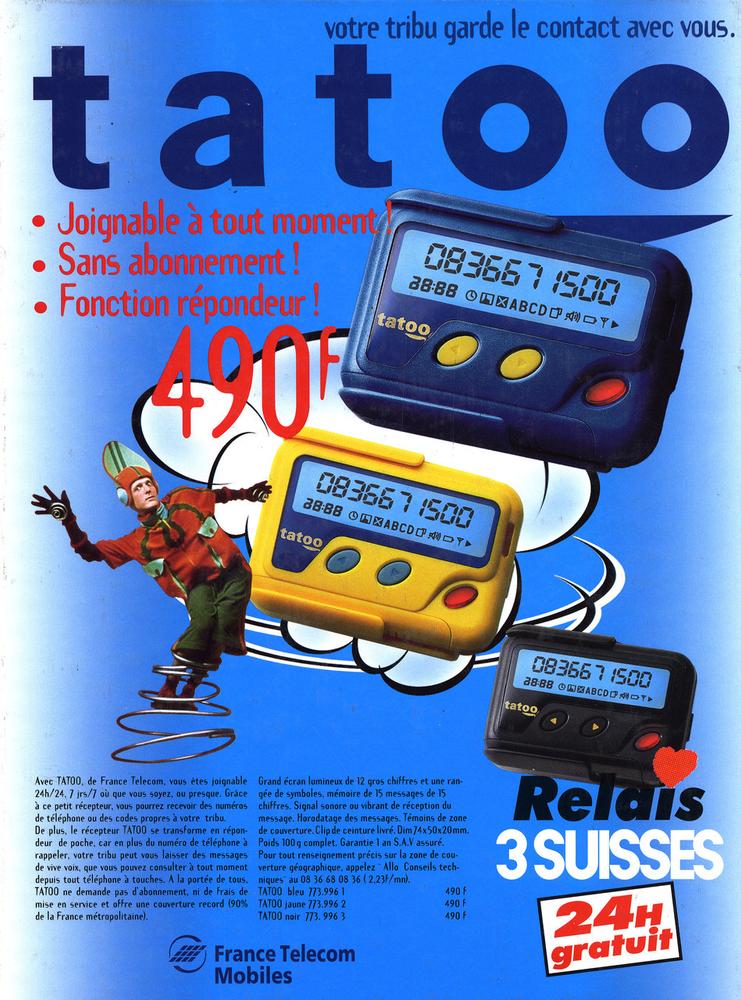 votre tribu garde le contact avec vous.
tatoo
• Joignable à tout moment !
• Sans abonnement !
• Fonction répondeur !
490F
0836671500
38:88 ABCD
tatoo
0836671500
38:88 ABCD
tatoo
0836671500
38:88 ABCD
tatoo
Avec TATOO, de France Telecom, vous êtes joignable
24h/24, 7 jrs/7 où que vous soyez, ou presque. Grâce
à ce petit récepteur, vous pourrez recevoir des numéros
de téléphone ou des codes propres à votre tribu.
De plus, le récepteur TATOO se transforme en répon-
deur de poche, car en plus du numéro de téléphone à
rappeler, votre tribu peut vous laisser des messages
de vive voix, que vous pouvez consulter à tout moment
depuis tout téléphone à touches. A la portée de tous,
TATOO ne demande pas d'abonnement, ni de frais de
mise en service et offre une couverture record (90%
de la France métropolitaine).
Grand écran lumineux de 12 gros chiffres et une ran-
gée de symboles, mémoire de 15 messages de 15
chiffres. Signal sonore ou vibrant de réception du
message. Horodatage des messages. Témoins de zone
de couverture. Clip de ceinture livré. Dim 74x50x20mm.
Poids 100g complet. Garantie 1 an S.A.V assuré.
Pour tout renseignement précis sur la zone de cou-
verture géographique, appelez "Allo Conseils tech-
niques" au 08 36 68 08 36 (2,23F/mn).
TATOO bleu 773.996 1 490 F
TATOO jaune 773.996 2 490 F
TATOO noir 773. 996 3 490 F
Relais
3 SUISSES
24H
gratuit
France Telecom
Mobiles